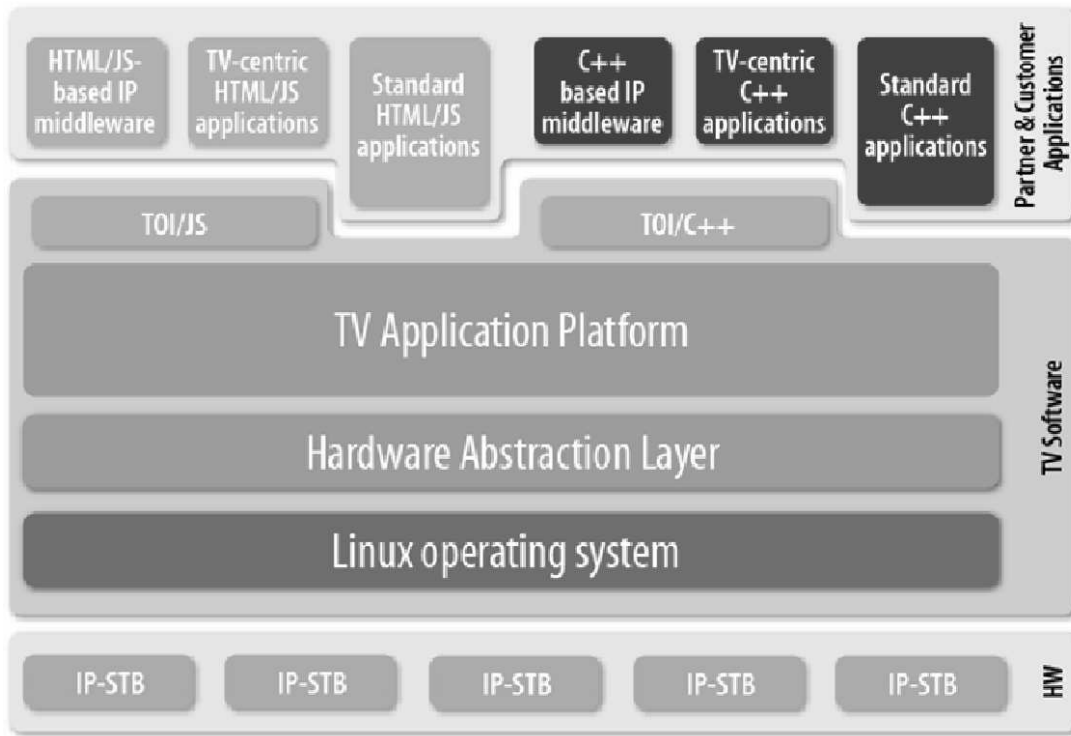 HTML/JS-
based IP
middleware
TV-centric
HTML/JS
applications
Standard
HTML/JS
applications
C++
based IP
middleware
TV-centric
C++
applications
Standard
C++
applications
Partner & Customer
Applications
TOI/JS
TOI/C++
TV Application Platform
Hardware Abstraction Layer
Linux operating system
TV Software
IP-STB
IP-STB
IP-STB
IP-STB
IP-STB
HW